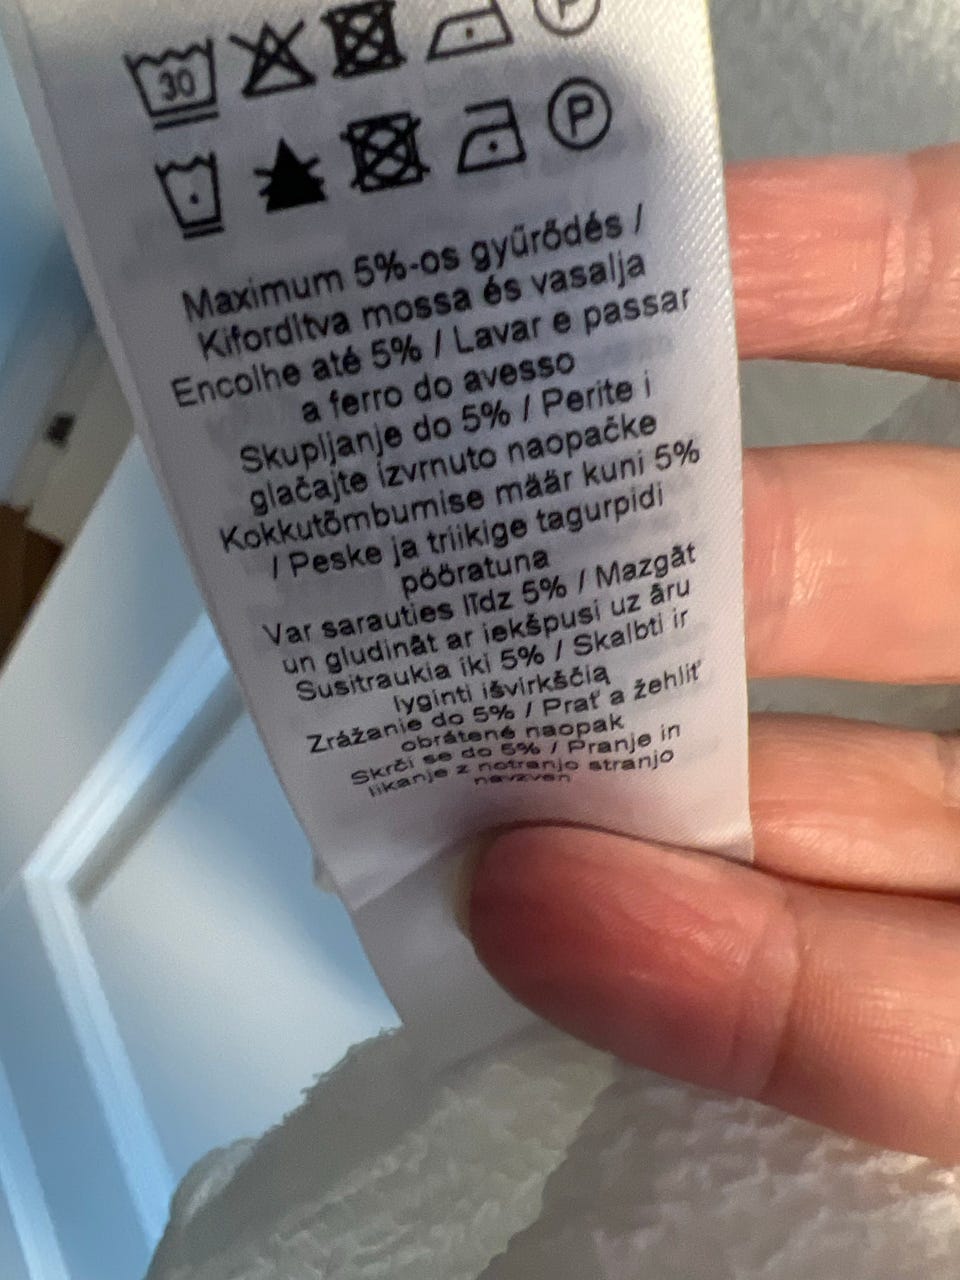 30
P
P
Maximum 5%-os gyűrődés /
Kifordítva mossa és vasalja
Encolhe até 5% / Lavar e passar
a ferro do avesso
Skupljanje do 5% / Perite i
glačajte izvrnuto naopačke
Kokkutõmbumise määr kuni 5%
/ Peske ja triikige tagurpidi
pööratuna
Var sarauties līdz 5% / Mazgāt
un gludināt ar iekšpusi uz āru
Susitraukia iki 5% / Skalbti ir
lyginti išvirkščią
Zrážanie do 5% / Prať a žehliť
obrátené naopak
Skrči se do 5% / Pranje in
likanje z notranjo stranjo
navzven